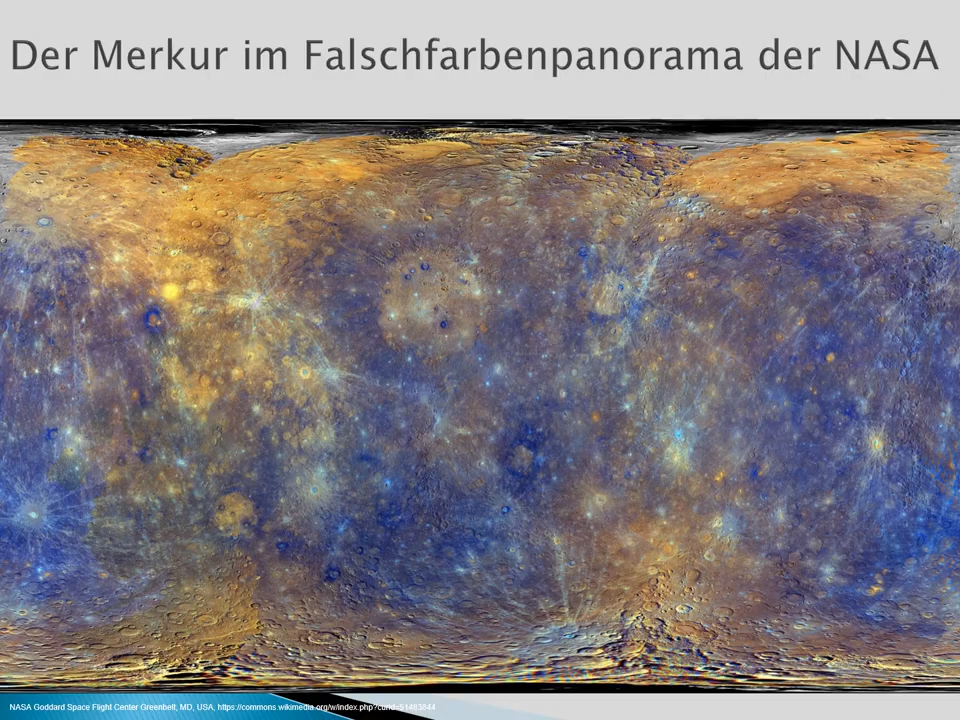 Der Merkur im Falschfarbenpanorama der NASA
NASA Goddard Space Flight Center Greenbelt, MD, USA, https://commons.wikimedia.org/w/index.php?curid=51483844